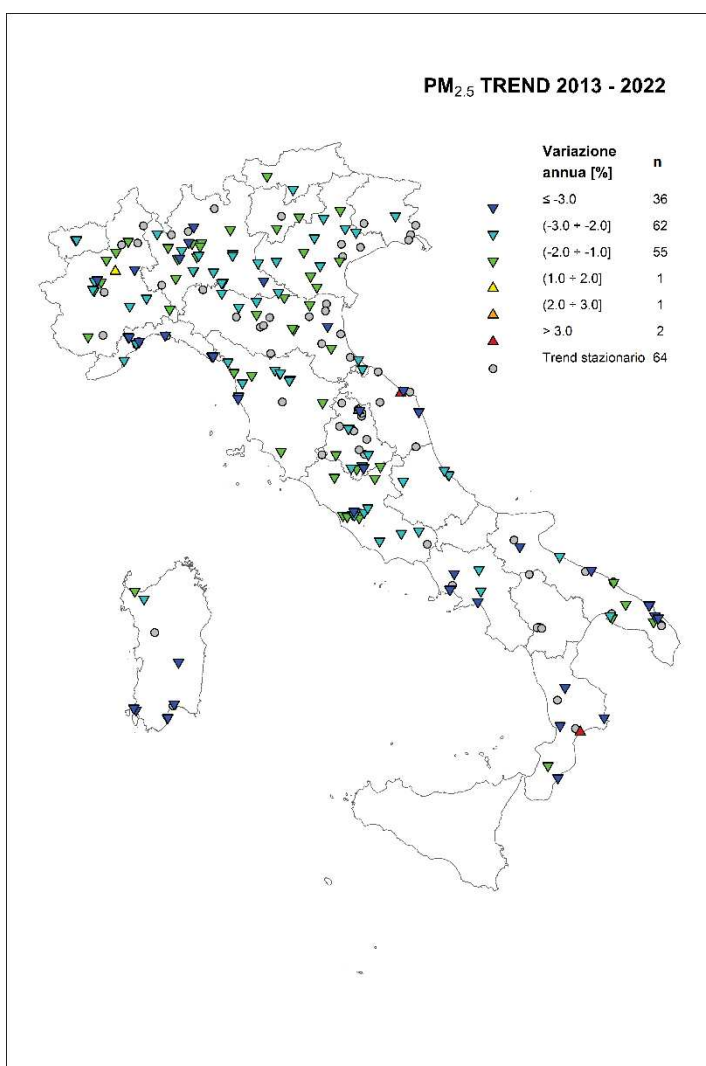 PM2.5 TREND 2013 - 2022
Variazione
annua [%] n
≤ -3.0 36
(-3.0 ÷ -2.0] 62
(-2.0 ÷ -1.0] 55
(1.0 ÷ 2.0] 1
(2.0 ÷ 3.0] 1
> 3.0 2
Trend stazionario 64